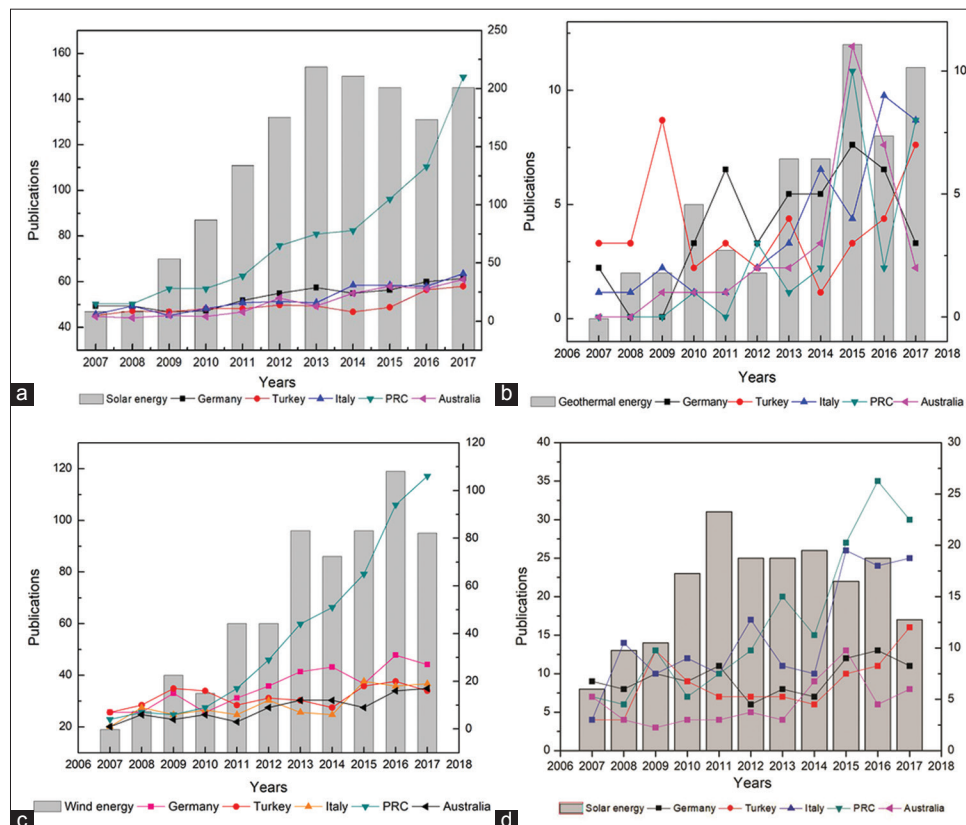 160
140
120
100
80
60
40
Publications
250
200
150
100
50
0
2007 2008 2009 2010 2011 2012 2013 2014 2015 2016 2017
Years
a
Solar energy Germany Turkey Italy PRC Australia
10
5
0
Publications
10
5
0
2006 2007 2008 2009 2010 2011 2012 2013 2014 2015 2016 2017 2018
Years
b
Geothermal energy Germany Turkey Italy PRC Australia
120
100
80
60
40
20
Publications
120
100
80
60
40
20
0
2006 2007 2008 2009 2010 2011 2012 2013 2014 2015 2016 2017 2018
Years
c
Wind energy Germany Turkey Italy PRC Australia
40
35
30
25
20
15
10
5
0
Publications
30
25
20
15
10
5
0
2006 2007 2008 2009 2010 2011 2012 2013 2014 2015 2016 2017 2018
Years
d
Solar energy Germany Turkey Italy PRC Australia